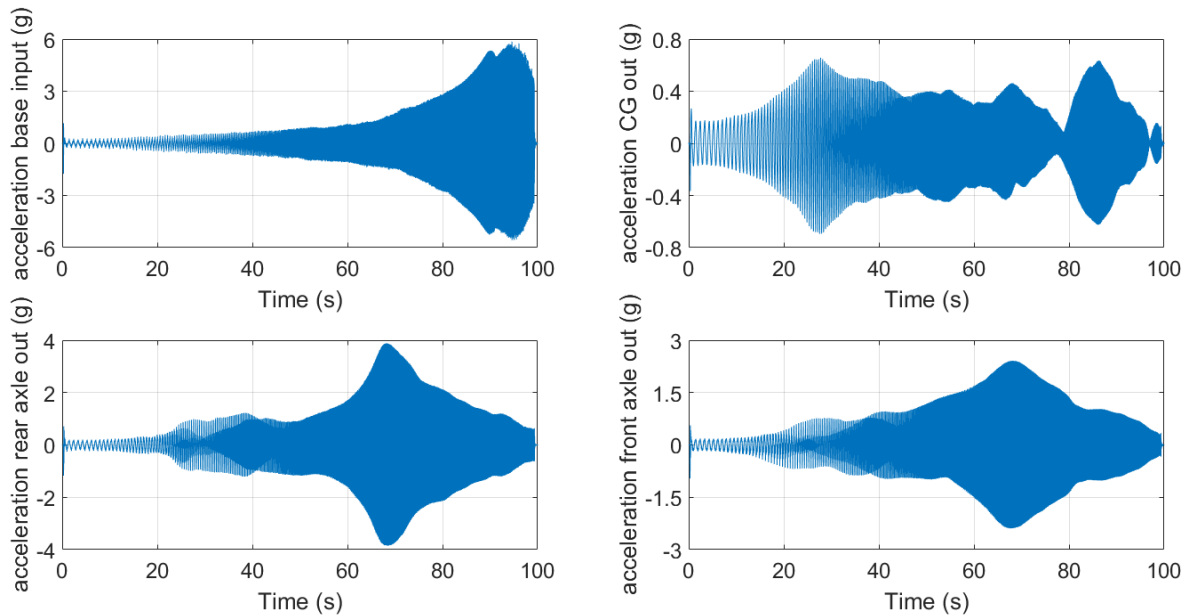 acceleration base input (g)
6
3
0
-3
-6
0 20 40 60 80 100
Time (s)
acceleration CG out (g)
0.8
0.4
0
-0.4
-0.8
0 20 40 60 80 100
Time (s)
acceleration rear axle out (g)
4
2
0
-2
-4
0 20 40 60 80 100
Time (s)
acceleration front axle out (g)
3
1.5
0
-1.5
-3
0 20 40 60 80 100
Time (s)